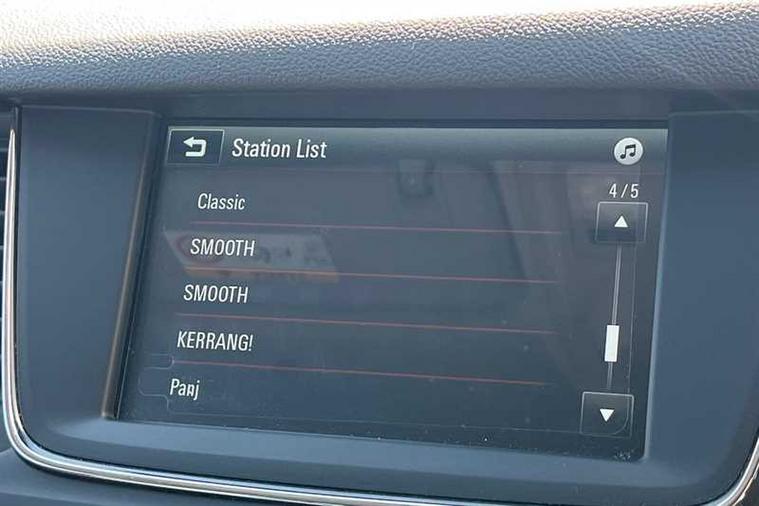 Station List
4/5
Classic
SMOOTH
SMOOTH
KERRANG!
Panj